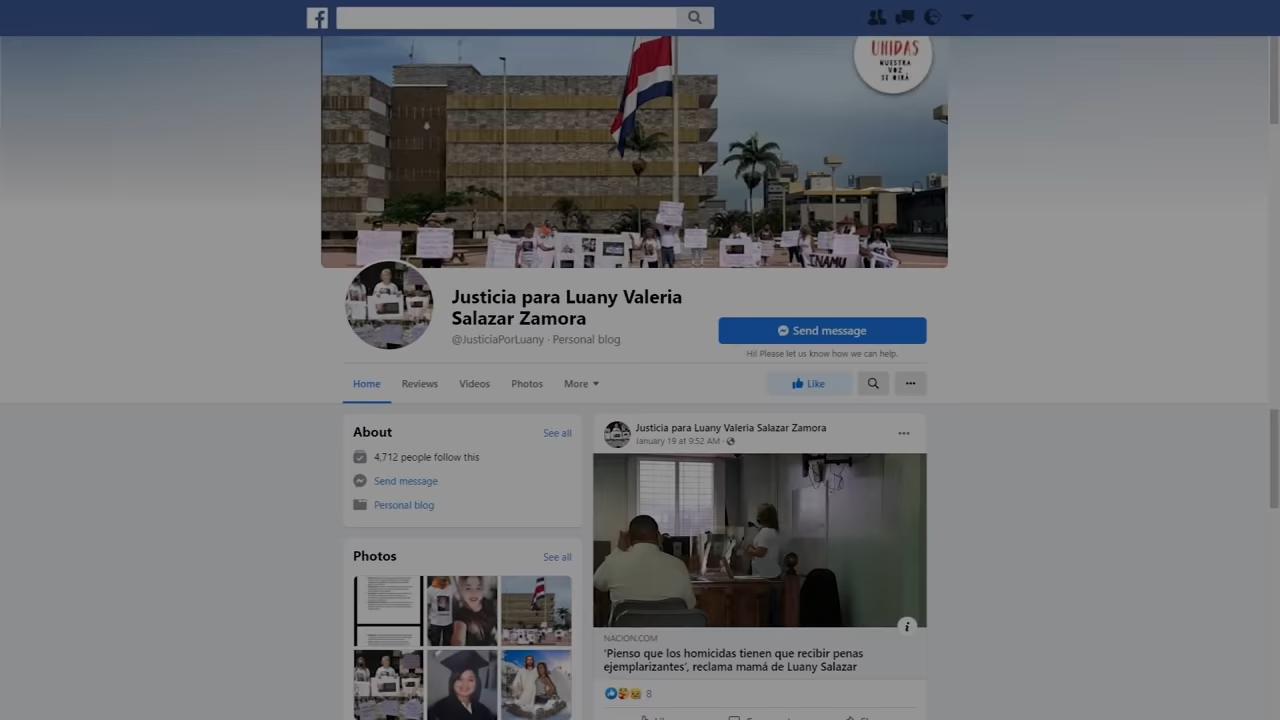 UNIDAS
NUESTRA
VOZ
SE OIRÁ
INAMU
Justicia para Luany Valeria
Salazar Zamora
@JusticiaPorLuany · Personal blog
Send message
Hi! Please let us know how we can help.
Home
Reviews
Videos
Photos
More
Like
About
See all
4,712 people follow this
Send message
Personal blog
Photos
See all
Justicia para Luany Valeria Salazar Zamora
January 19 at 9:52 AM ·
NACION.COM
'Pienso que los homicidas tienen que recibir penas
ejemplarizantes', reclama mamá de Luany Salazar
8